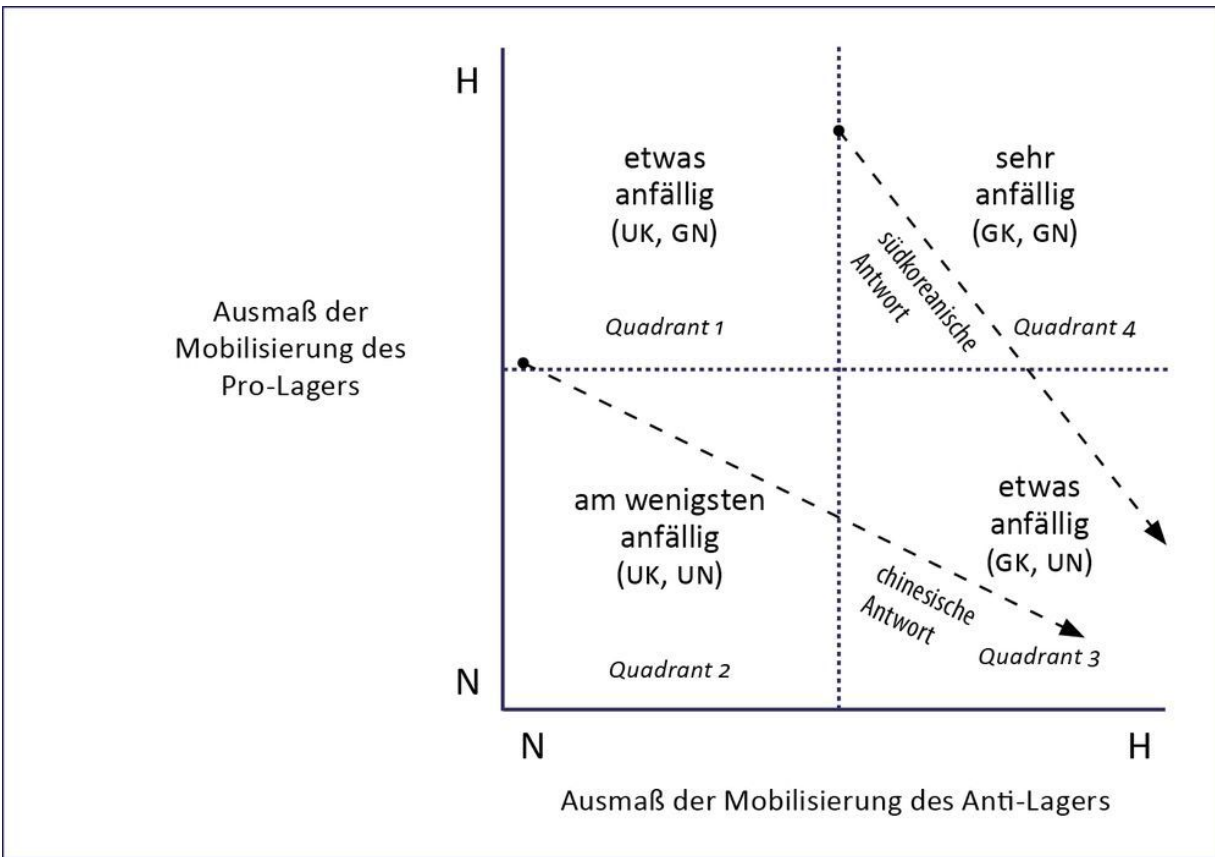 H
etwas
anfällig
(UK, GN)
sehr
anfällig
(GK, GN)
südkoreanische
Antwort
Quadrant 1
Quadrant 4
Ausmaß der
Mobilisierung des
Pro-Lagers
am wenigsten
anfällig
(UK, UN)
etwas
anfällig
(GK, UN)
chinesische
Antwort
Quadrant 2
Quadrant 3
N
N
H
Ausmaß der Mobilisierung des Anti-Lagers